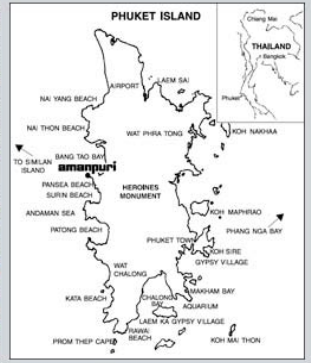 PHUKET ISLAND
Chiang Mai
THAILAND
Bangkok
Phuket
AIRPORT
LAEM SAI
NAI YANG BEACH
NAI THON BEACH
WAT PHRA TONG
KOH NAKHAA
BANG TAO BAY
TO SIMILAN
ISLAND
amanpuri
PANSEA BEACH
HEROINES
MONUMENT
SURIN BEACH
ANDAMAN SEA
KOH MAPHRAO
PATONG BEACH
PHANG NGA BAY
PHUKET TOWN
KOH SIRE
GYPSY VILLAGE
WAT
CHALONG
MAKHAM BAY
KATA BEACH
CHALONG
BAY
AQUARIUM
LAEM KA GYPSY VILLAGE
RAWAI
BEACH
PROM THEP CAPE
KOH MAI THON